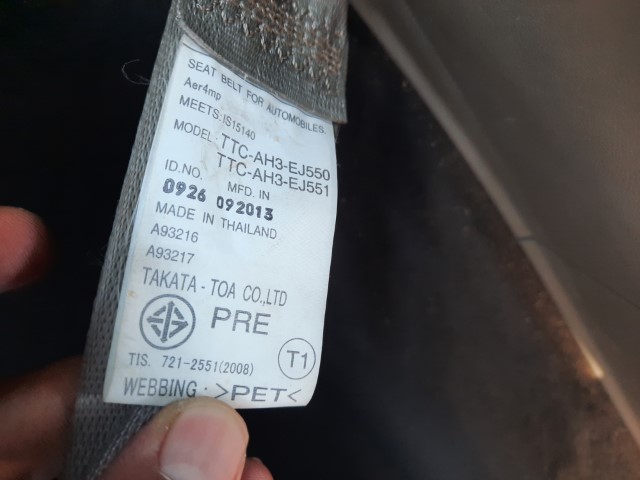 SEAT BELT FOR AUTOMOBILES.
Aer4mp
MEETS:IS15140
MODEL: TTC-AH3-EJ550
TTC-AH3-EJ551
ID.NO. MFD. IN
0926 092013
MADE IN THAILAND
A93216
A93217
TAKATA-TOA CO.,LTD
PRE
T1
TIS. 721-2551(2008)
WEBBING : >PET<